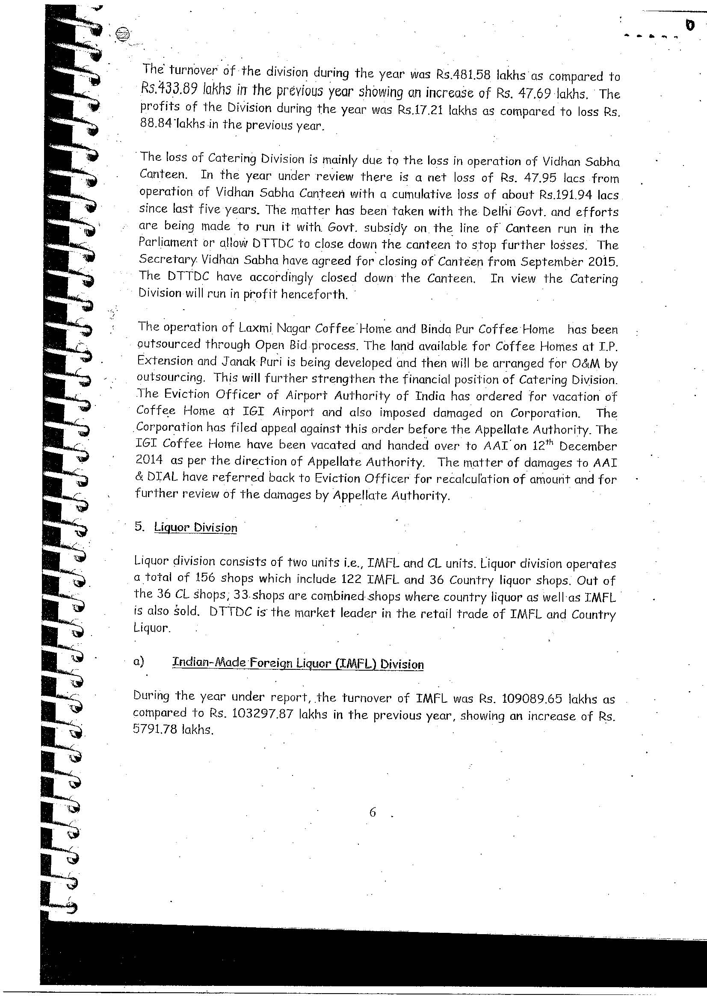 The turnover of the division during the year was Rs.481.58 lakhs as compared to
Rs.433.89 lakhs in the previous year showing an increase of Rs. 47.69 lakhs. The
profits of the Division during the year was Rs.17.21 lakhs as compared to loss Rs.
88.84 lakhs in the previous year.
The loss of Catering Division is mainly due to the loss in operation of Vidhan Sabha
Canteen. In the year under review there is a net loss of Rs. 47.95 lacs from
operation of Vidhan Sabha Canteen with a cumulative loss of about Rs.191.94 lacs
since last five years. The matter has been taken with the Delhi Govt. and efforts
are being made to run it with Govt. subsidy on the line of Canteen run in the
Parliament or allow DTTDC to close down the canteen to stop further losses. The
Secretary Vidhan Sabha have agreed for closing of Canteen from September 2015.
The DTTDC have accordingly closed down the Canteen. In view the Catering
Division will run in profit henceforth.
The operation of Laxmi Nagar Coffee Home and Binda Pur Coffee Home has been
outsourced through Open Bid process. The land available for Coffee Homes at I.P.
Extension and Janak Puri is being developed and then will be arranged for O&M by
outsourcing. This will further strengthen the financial position of Catering Division.
The Eviction Officer of Airport Authority of India has ordered for vacation of
Coffee Home at IGI Airport and also imposed damaged on Corporation. The
Corporation has filed appeal against this order before the Appellate Authority. The
IGI Coffee Home have been vacated and handed over to AAI on 12th December
2014 as per the direction of Appellate Authority. The matter of damages to AAI
& DIAL have referred back to Eviction Officer for recalculation of amount and for
further review of the damages by Appellate Authority.
5. Liquor Division
Liquor division consists of two units i.e., IMFL and CL units. Liquor division operates
a total of 156 shops which include 122 IMFL and 36 Country liquor shops. Out of
the 36 CL shops, 33 shops are combined shops where country liquor as well as IMFL
is also sold. DTTDC is the market leader in the retail trade of IMFL and Country
Liquor.
a) Indian-Made Foreign Liquor (IMFL) Division
During the year under report, the turnover of IMFL was Rs. 109089.65 lakhs as
compared to Rs. 103297.87 lakhs in the previous year, showing an increase of Rs.
5791.78 lakhs.
6